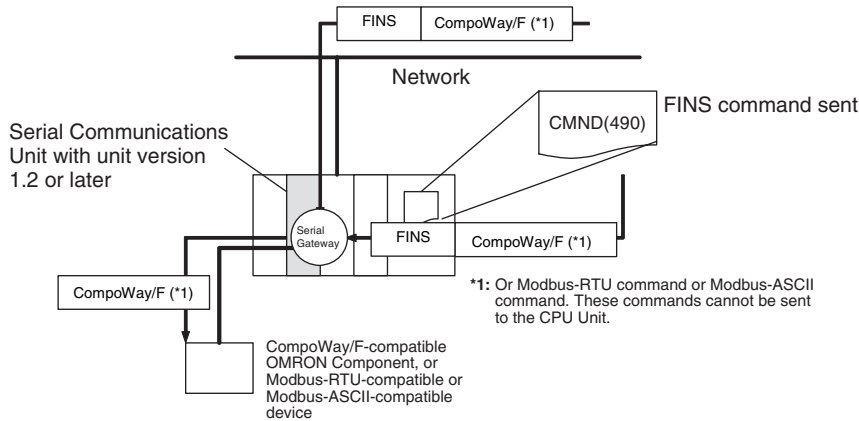 FINS CompoWay/F (*1)
Network
FINS command sent
CMND(490)
Serial Communications
Unit with unit version
1.2 or later
Serial
Gateway
FINS CompoWay/F (*1)
CompoWay/F (*1)
*1: Or Modbus-RTU command or Modbus-ASCII
command. These commands cannot be sent
to the CPU Unit.
CompoWay/F-compatible
OMRON Component, or
Modbus-RTU-compatible or
Modbus-ASCII-compatible
device